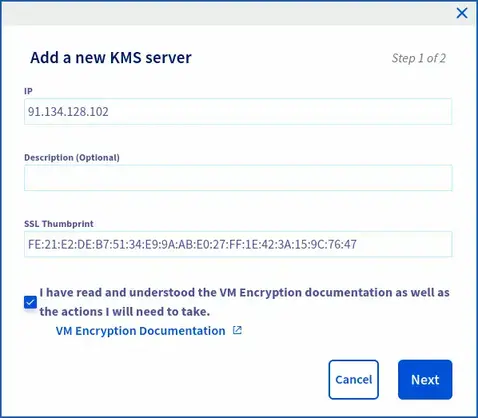 Add a new KMS server
Step 1 of 2
IP
91.134.128.102
Description (Optional)
SSL Thumbprint
FE:21:E2:DE:B7:51:34:E9:9A:AB:E0:27:FF:1E:42:3A:15:9C:76:47
I have read and understood the VM Encryption documentation as well as
the actions I will need to take.
VM Encryption Documentation
Cancel
Next